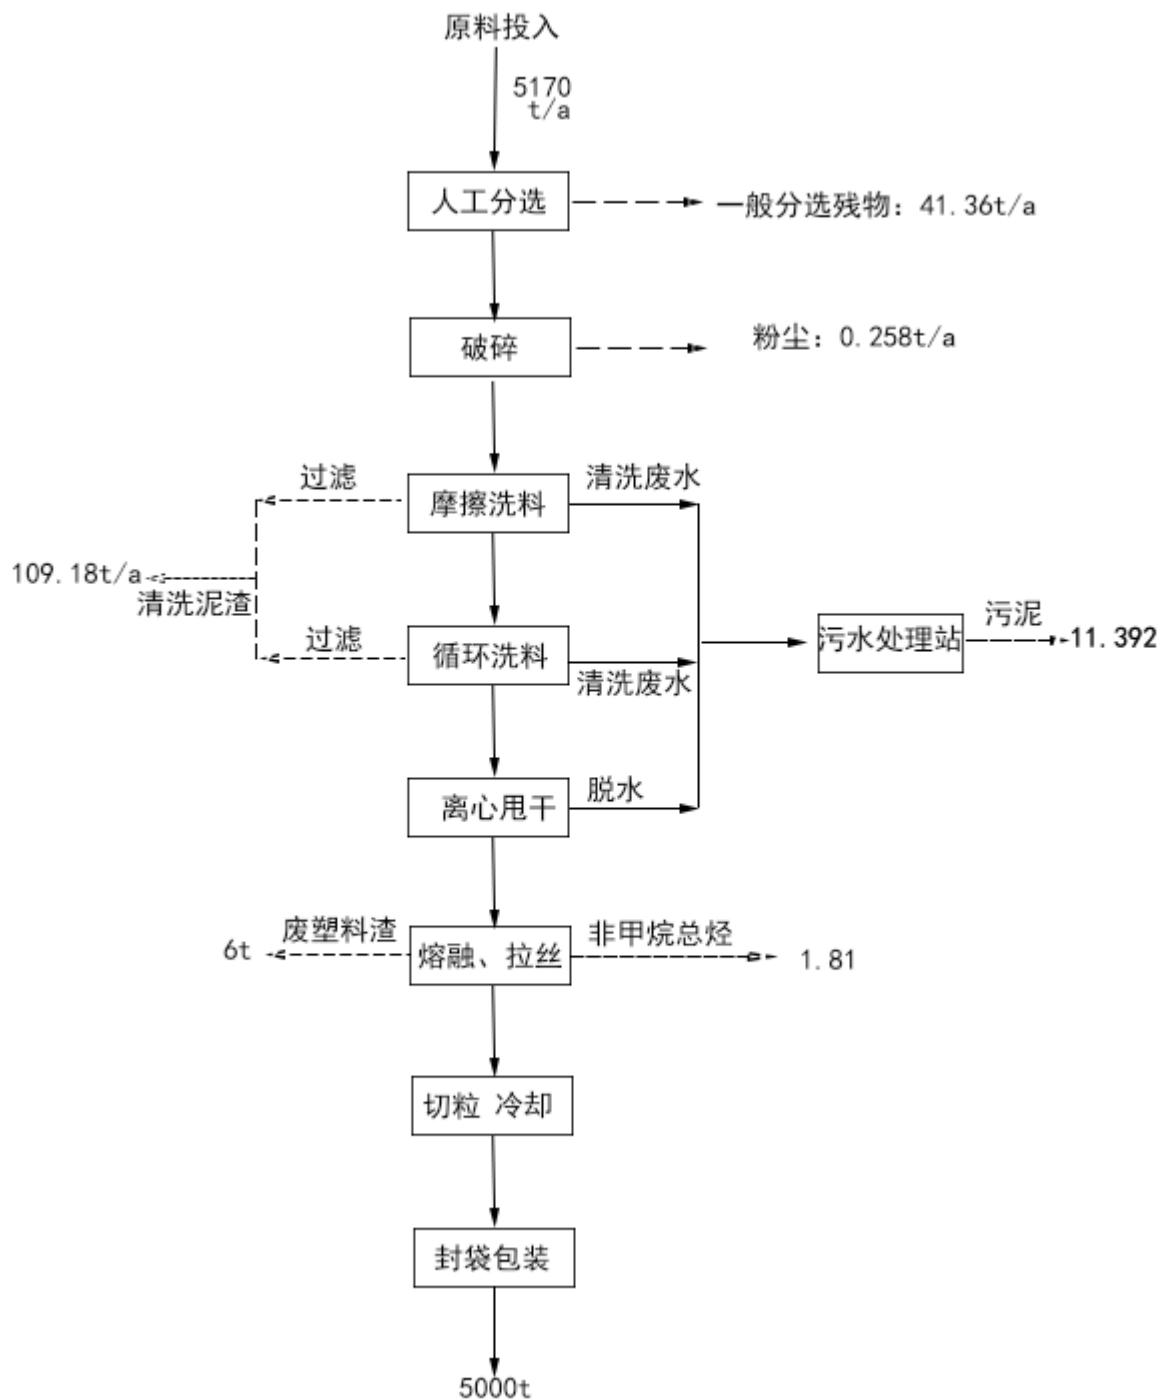 原料投入
5170
t/a
人工分选
一般分选残物：41.36t/a
破碎
粉尘：0.258t/a
过滤
摩擦洗料
清洗废水
109.18t/a
清洗泥渣
过滤
循环洗料
清洗废水
污水处理站
污泥
11.392
离心甩干
脱水
废塑料渣
6t
熔融、拉丝
非甲烷总烃
1.81
切粒 冷却
封袋包装
5000t